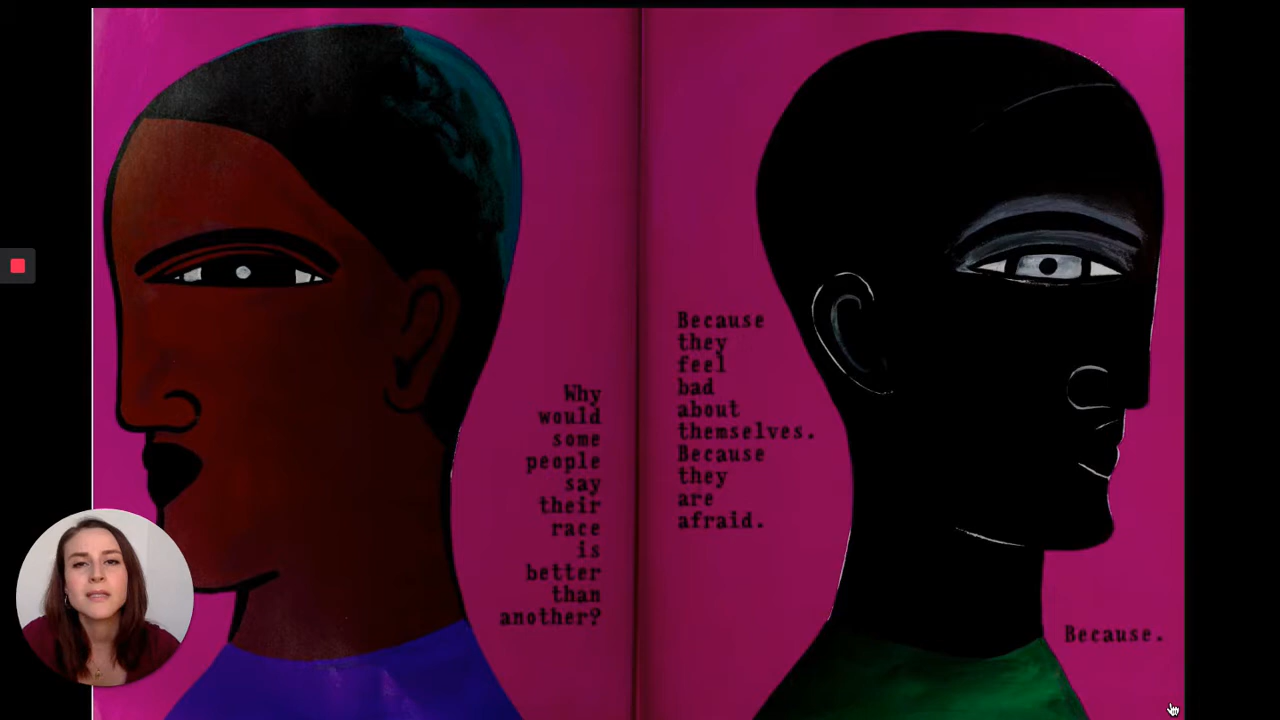 Why
would
some
people
say
their
race
is
better
than
another?
Because
they
feel
bad
about
themselves.
Because
they
are
afraid.
Because.